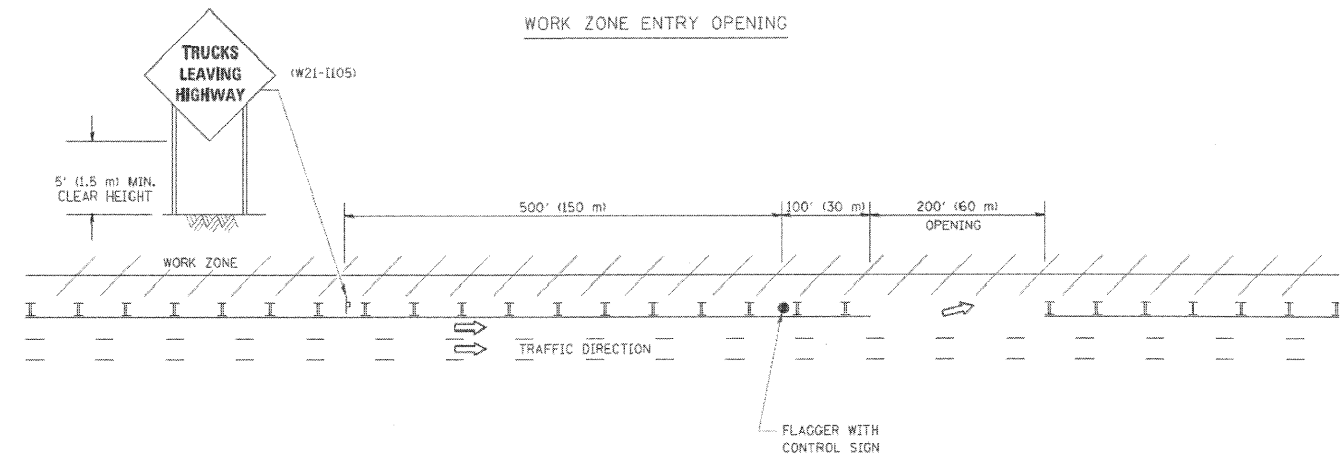 WORK ZONE ENTRY OPENING
TRUCKS
LEAVING
HIGHWAY
(W21-I105)
5' (1.5 m) MIN.
CLEAR HEIGHT
500' (150 m)
100' (30 m)
200' (60 m)
OPENING
WORK ZONE
TRAFFIC DIRECTION
FLAGGER WITH
CONTROL SIGN